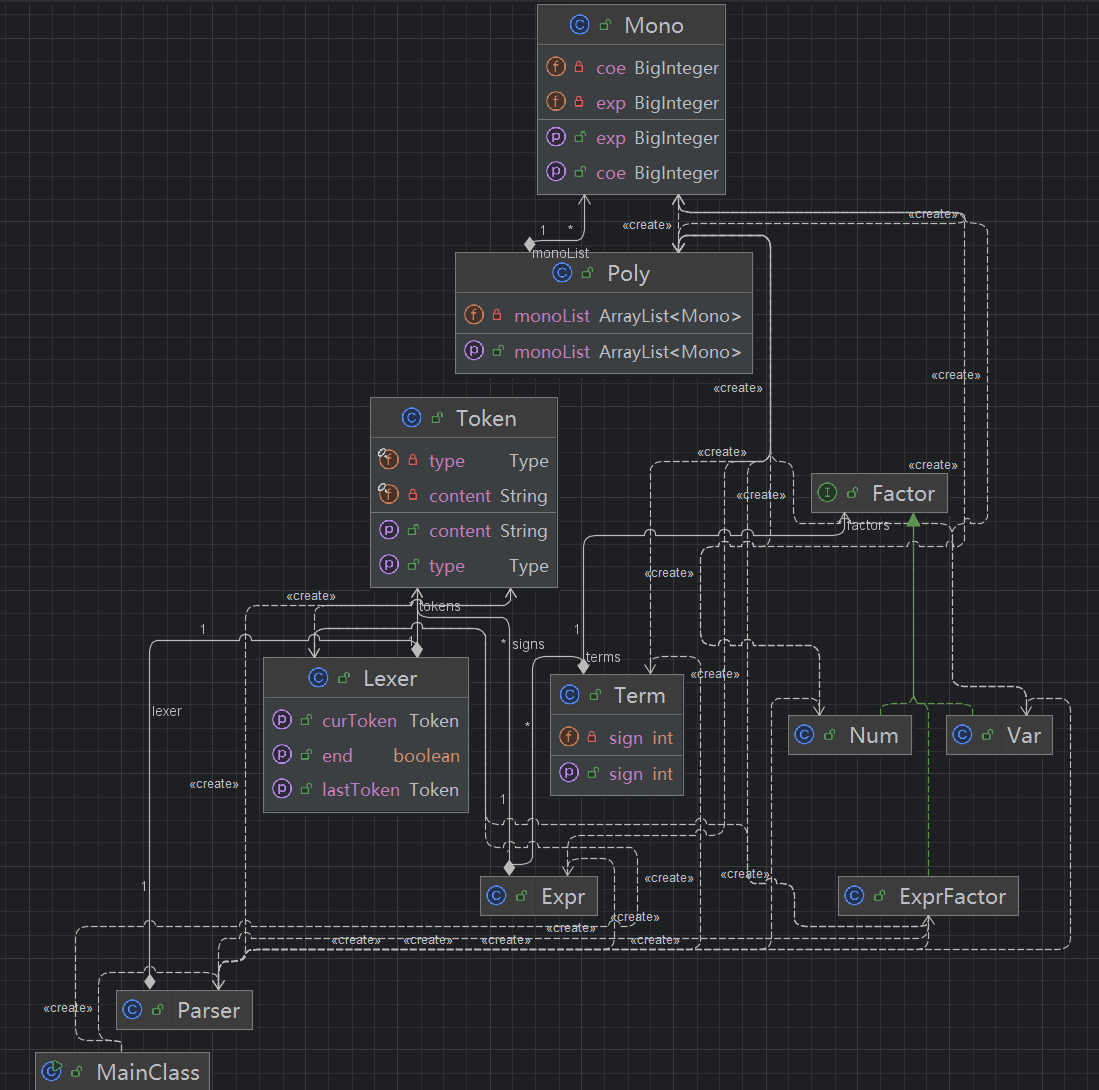 Mono
coe BigInteger
exp BigInteger
exp BigInteger
coe BigInteger
«create»
«create»
1 *
monoList
Poly
monoList ArrayList<Mono>
monoList ArrayList<Mono>
«create»
«create»
Token
type Type
content String
content String
type Type
«create»
«create»
«create»
Factor
factors
«create»
«create»
tokens
1
1
* signs
1
terms
lexer
Lexer
curToken Token
end boolean
lastToken Token
«create»
Term
sign int
sign int
*
Num
Var
«create»
1
«create»
«create»
1
Expr
ExprFactor
«create»
«create»
«create»
«create»
«create»
«create»
Parser
«create»
MainClass